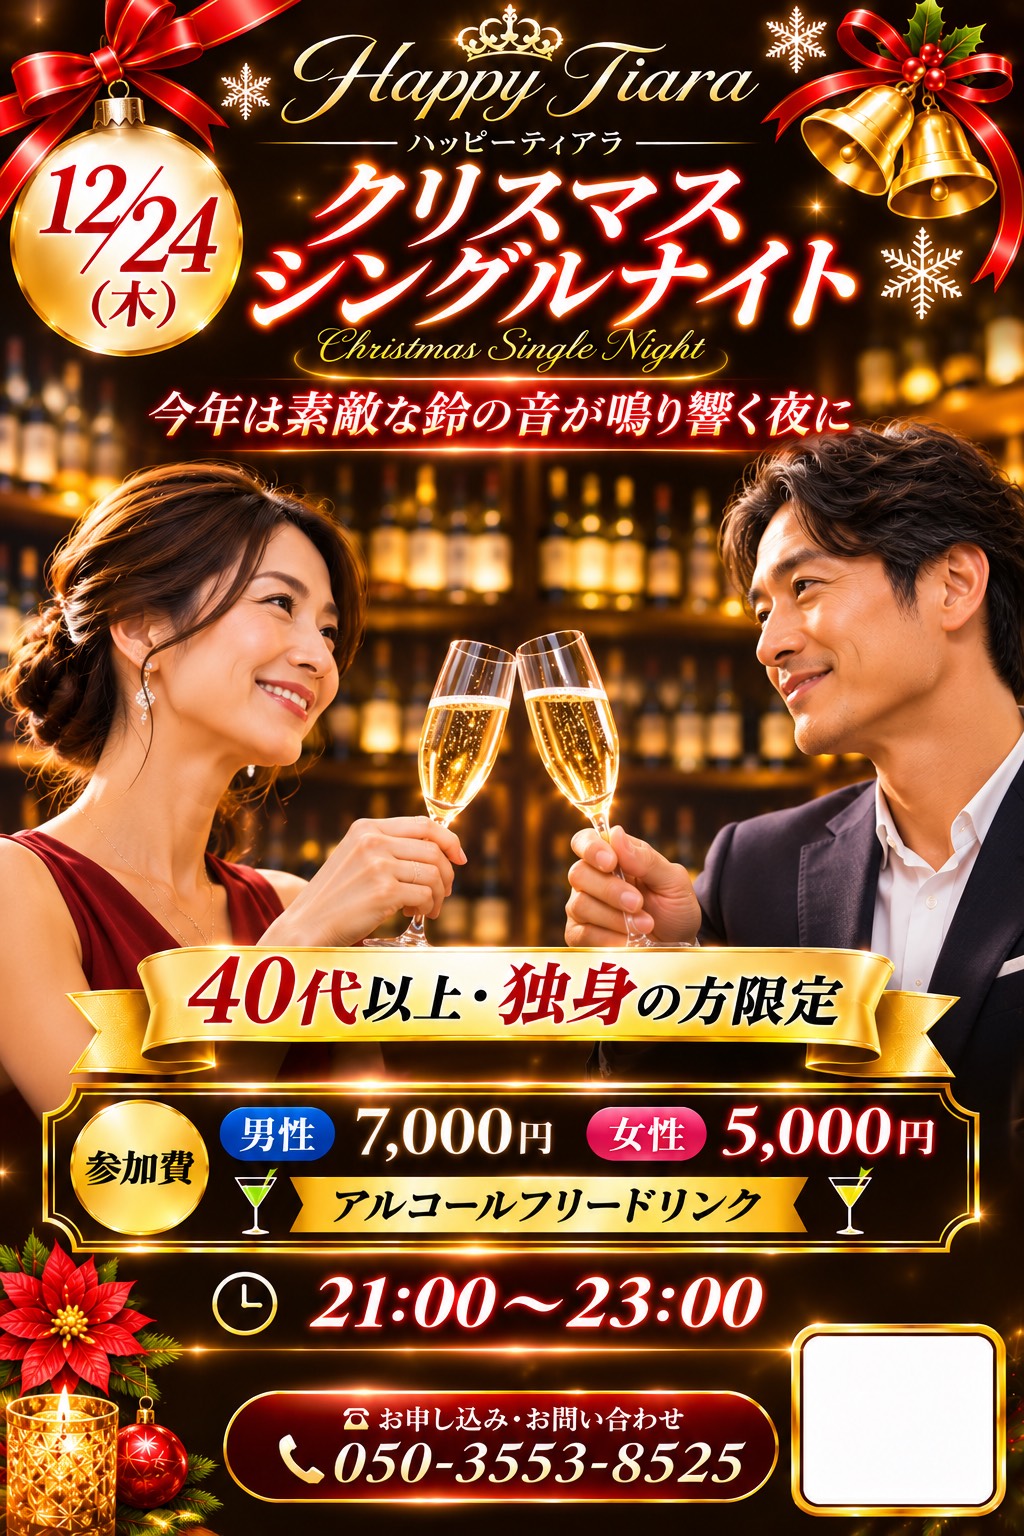 Happy Tiara
ハッピーティアラ
12/24
(木)
クリスマス
シングルナイト
Christmas Single Night
今年は素敵な鈴の音が鳴り響く夜に
40代以上・独身の方限定
参加費
男性 7,000円 女性 5,000円
アルコールフリードリンク
21:00～23:00
☎お申し込み・お問い合わせ
050-3553-8525